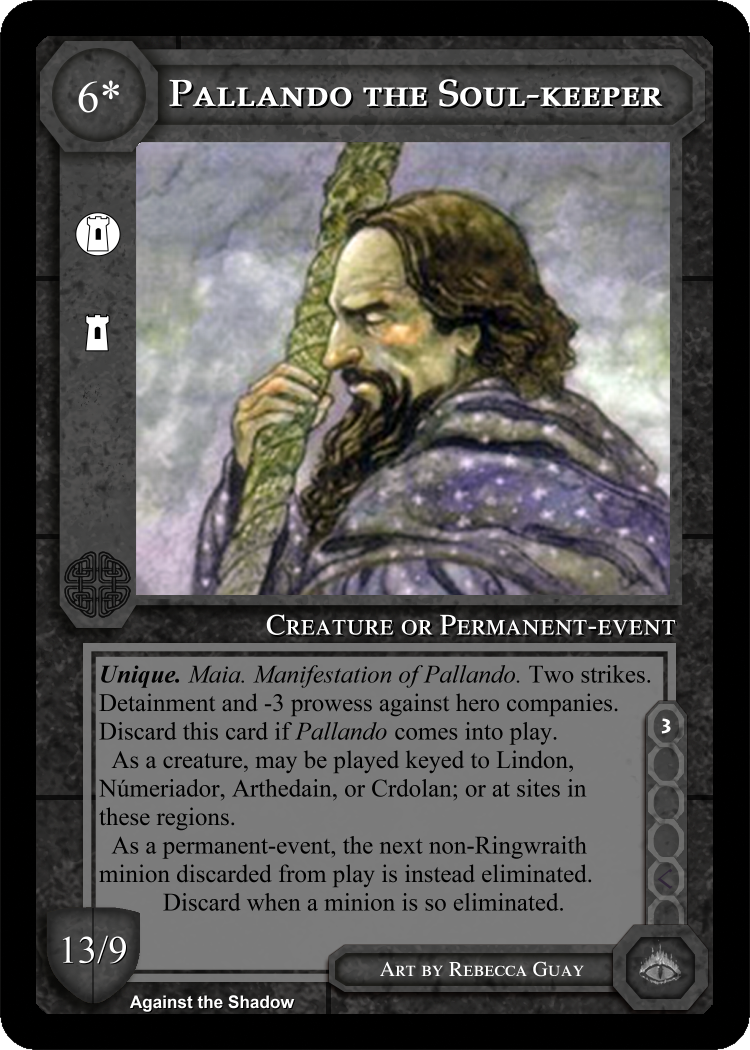 6*
Pallando the Soul-keeper
Creature or Permanent-event
Unique. Maia. Manifestation of Pallando. Two strikes.
Detainment and -3 prowess against hero companies.
Discard this card if Pallando comes into play.
As a creature, may be played keyed to Lindon,
Númeriador, Arthedain, or Crdolan; or at sites in
these regions.
As a permanent-event, the next non-Ringwraith
minion discarded from play is instead eliminated.
Discard when a minion is so eliminated.
3
13/9
Art by Rebecca Guay
Against the Shadow